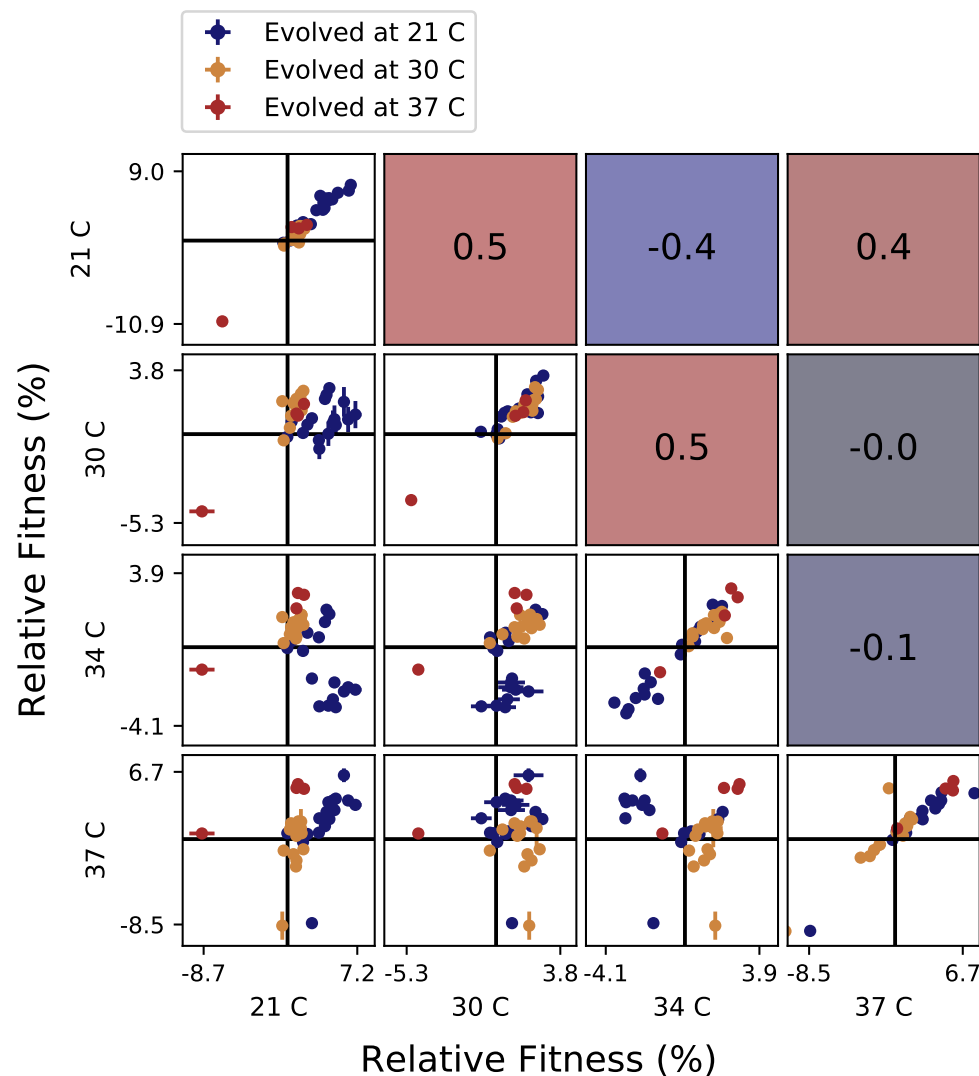 Evolved at 21 C
Evolved at 30 C
Evolved at 37 C
9.0
-10.9
21 C
0.5
-0.4
0.4
3.8
-5.3
30 C
0.5
-0.0
3.9
-4.1
34 C
-0.1
6.7
-8.5
37 C
Relative Fitness (%)
-8.7 7.2 -5.3 3.8 -4.1 3.9 -8.5 6.7
21 C 30 C 34 C 37 C
Relative Fitness (%)